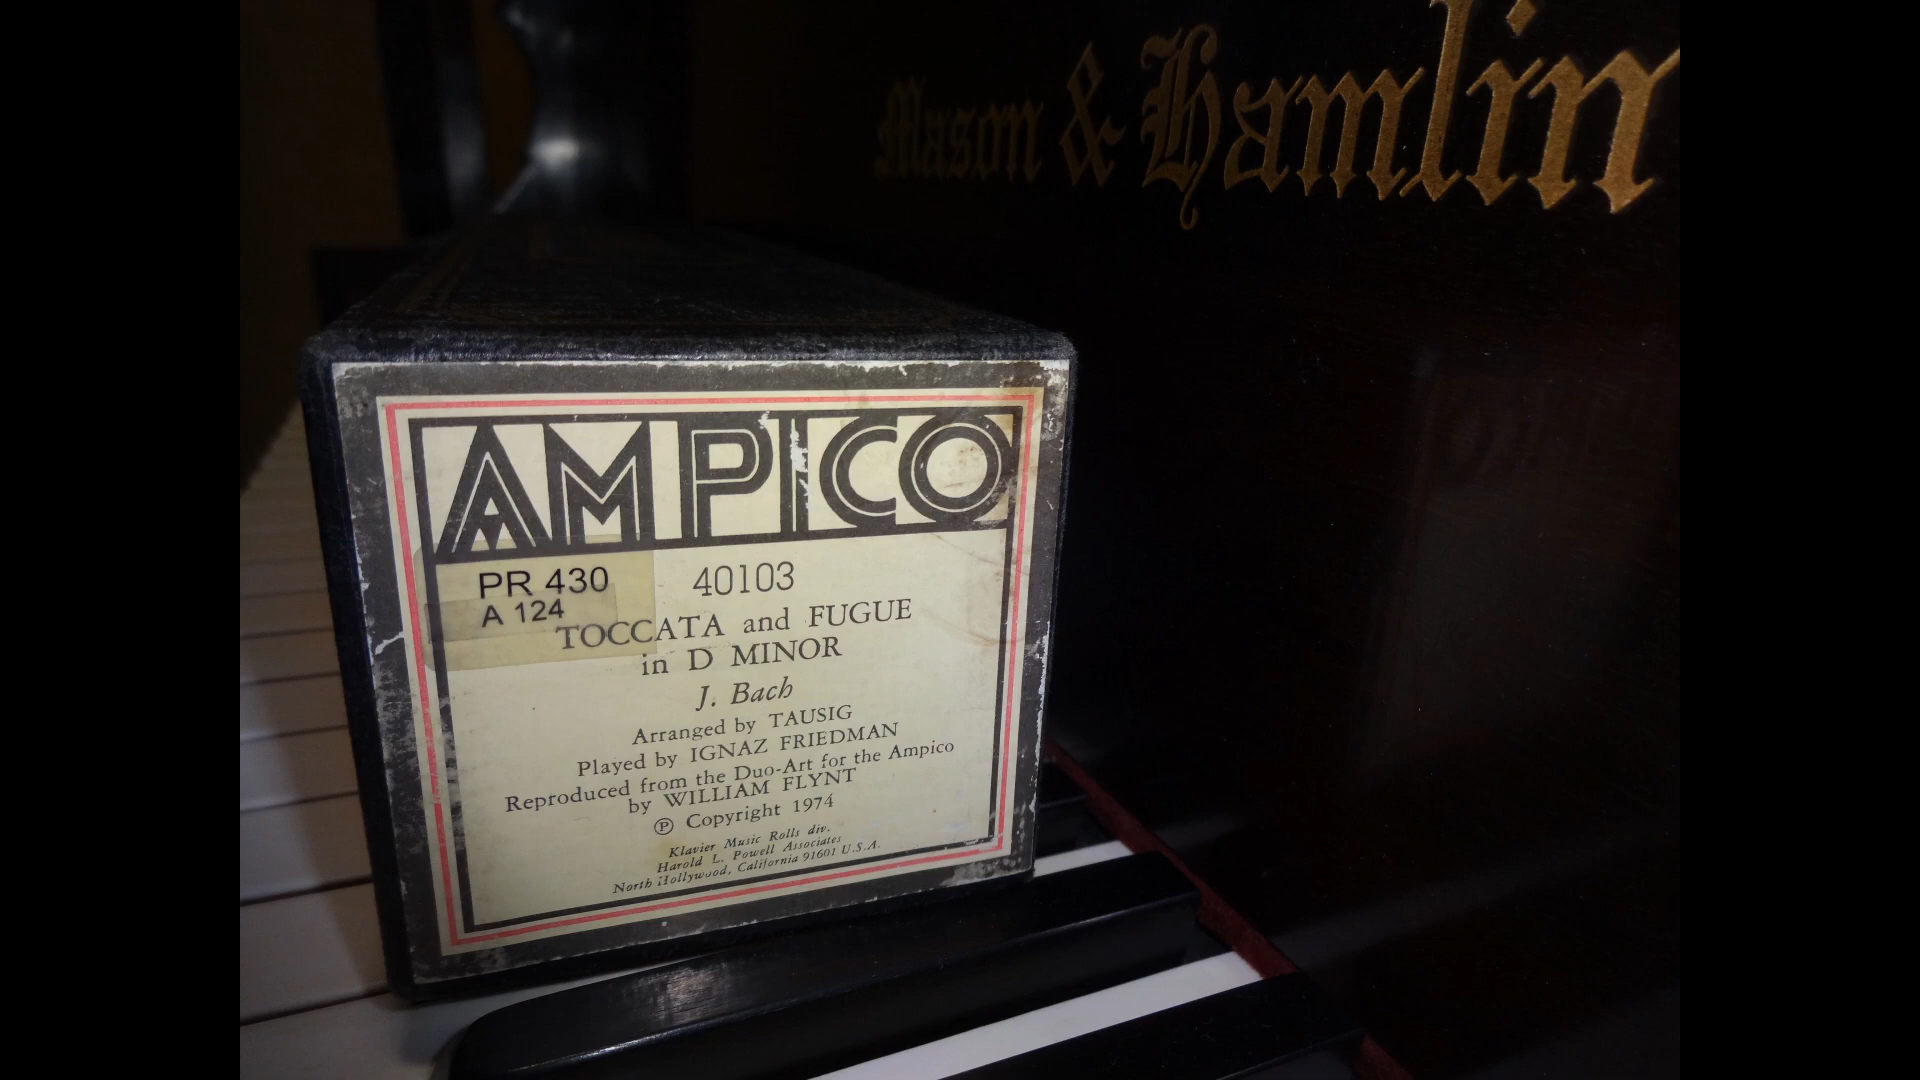 Mason & Hamlin
AMPICO
PR 430
A 124
40103
TOCCATA and FUGUE
in D MINOR
J. Bach
Arranged by TAUSIG
Played by IGNAZ FRIEDMAN
Reproduced from the Duo-Art for the Ampico
by WILLIAM FLYNT
Ⓟ Copyright 1974
Klavier Music Rolls div.
Harold L. Powell Associates
North Hollywood, California 91601 U.S.A.